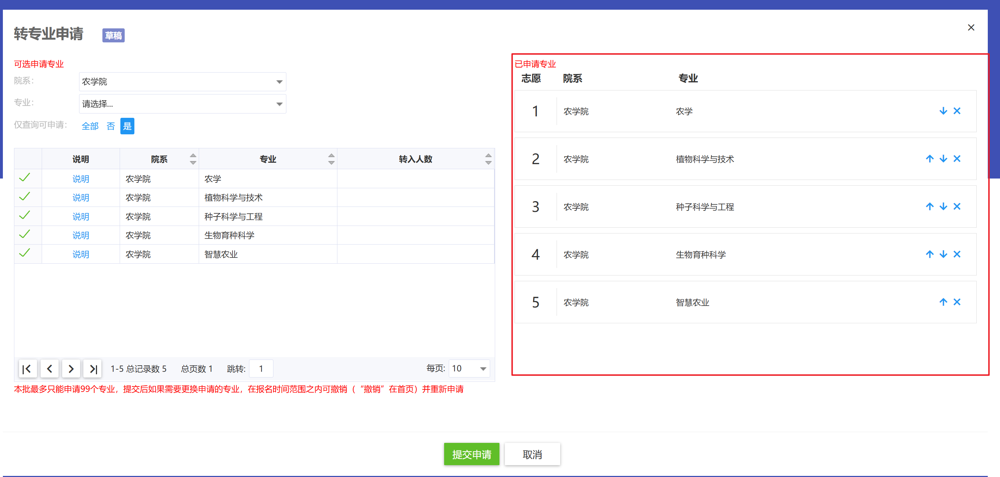 转专业申请 草稿
可选申请专业
院系：
农学院
专业：
请选择...
仅查询可申请：
全部 否 是
说明 院系 专业 转入人数
说明 农学院 农学
说明 农学院 植物科学与技术
说明 农学院 种子科学与工程
说明 农学院 生物育种科学
说明 农学院 智慧农业
1-5 总记录数 5 总页数 1 跳转: 1 每页: 10
本批最多只能申请99个专业，提交后如果需要更换申请的专业，在报名时间范围之内可撤销（“撤销”在首页）并重新申请
已申请专业
志愿 院系 专业
1 农学院 农学
2 农学院 植物科学与技术
3 农学院 种子科学与工程
4 农学院 生物育种科学
5 农学院 智慧农业
提交申请 取消